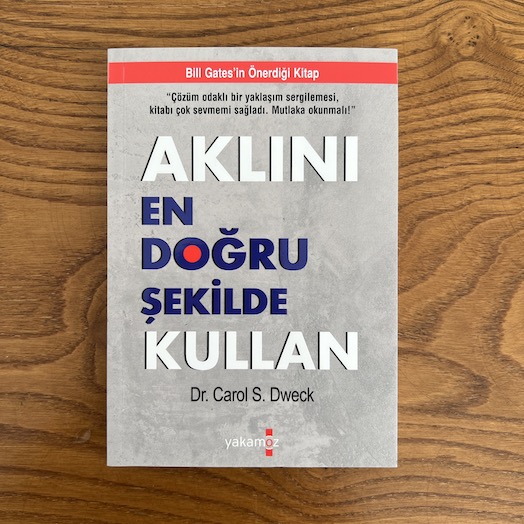 Bill Gates'in Önerdiği Kitap
“Çözüm odaklı bir yaklaşım sergilemesi,
kitabı çok sevmemi sağladı. Mutlaka okunmalı!”
AKLINI
EN
DOĞRU
ŞEKİLDE
KULLAN
Dr. Carol S. Dweck
yakamoz